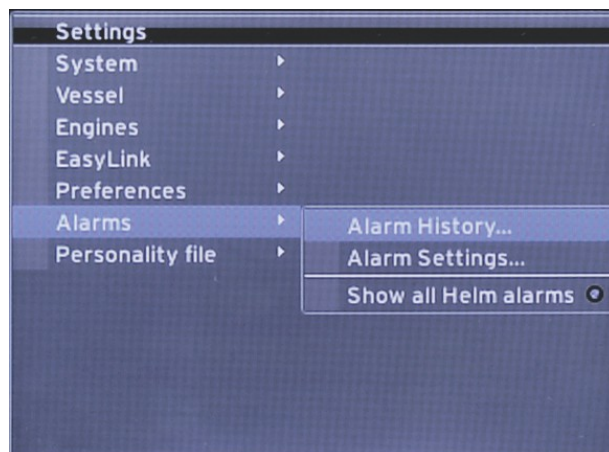 Settings
System
Vessel
Engines
EasyLink
Preferences
Alarms
Personality file
Alarm History...
Alarm Settings...
Show all Helm alarms